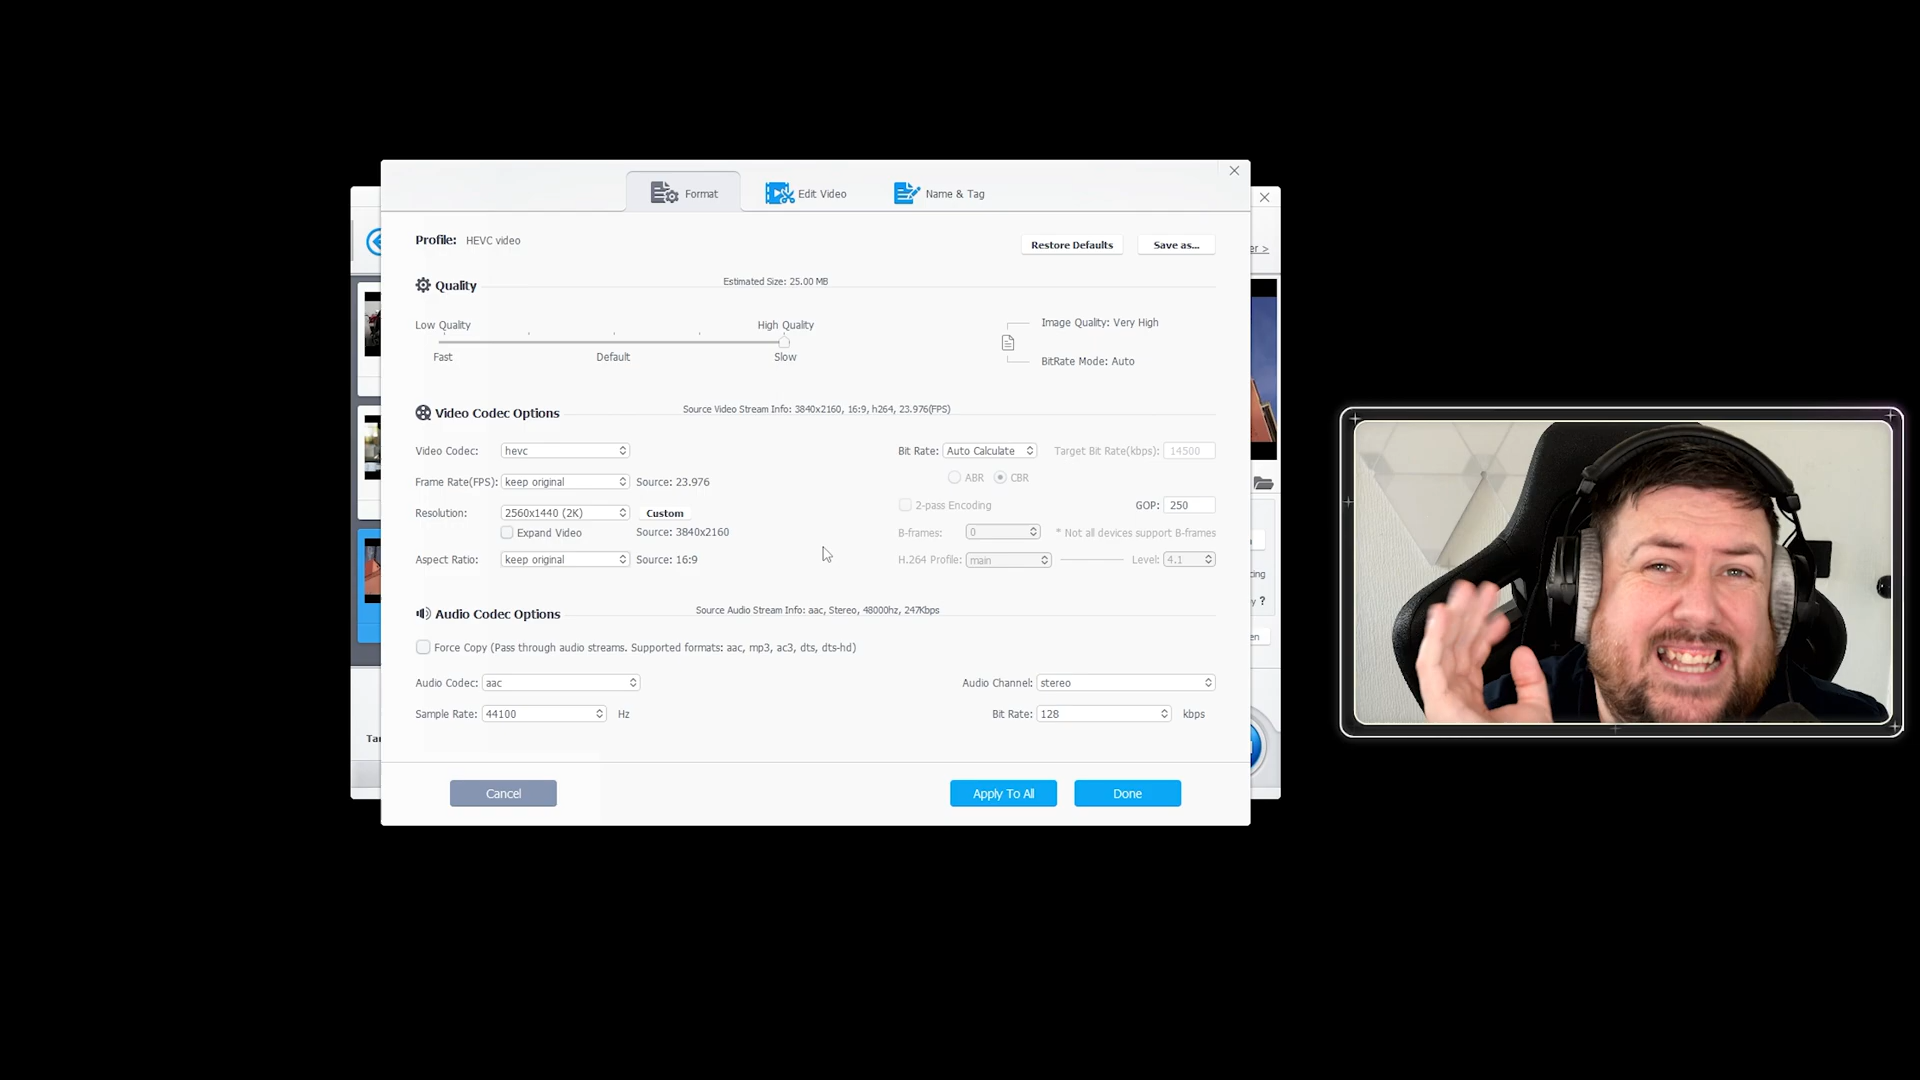 Format
Edit Video
Name & Tag
Profile: HEVC video
Restore Defaults
Save as...
er >
Quality
Estimated Size: 25.00 MB
Low Quality
High Quality
Image Quality: Very High
Fast
Default
Slow
BitRate Mode: Auto
Video Codec Options
Source Video Stream Info: 3840x2160, 16:9, h264, 23.976(FPS)
Video Codec: hevc
Bit Rate: Auto Calculate
Target Bit Rate(kbps): 14500
ABR
CBR
Frame Rate(FPS): keep original
Source: 23.976
2-pass Encoding
GOP: 250
Resolution: 2560x1440 (2K)
Custom
Expand Video
Source: 3840x2160
B-frames: 0
* Not all devices support B-frames
Aspect Ratio: keep original
Source: 16:9
H.264 Profile: main
Level: 4.1
ing
y ?
Audio Codec Options
Source Audio Stream Info: aac, Stereo, 48000hz, 247Kbps
en
Force Copy (Pass through audio streams. Supported formats: aac, mp3, ac3, dts, dts-hd)
Audio Codec: aac
Audio Channel: stereo
Sample Rate: 44100 Hz
Bit Rate: 128 kbps
Ta
Cancel
Apply To All
Done